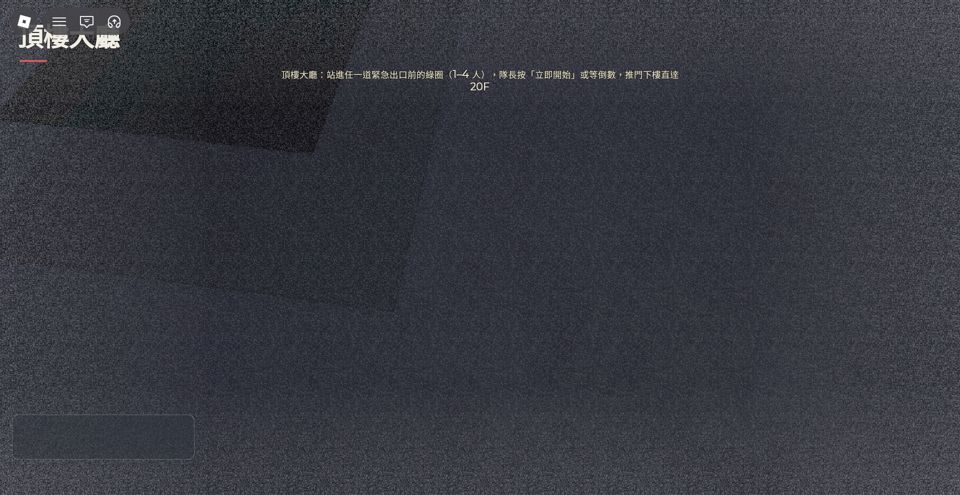 頂樓大廳
頂樓大廳：站進任一道緊急出口前的綠圈（1–4 人），隊長按「立即開始」或等倒數，推門下樓直達
20F